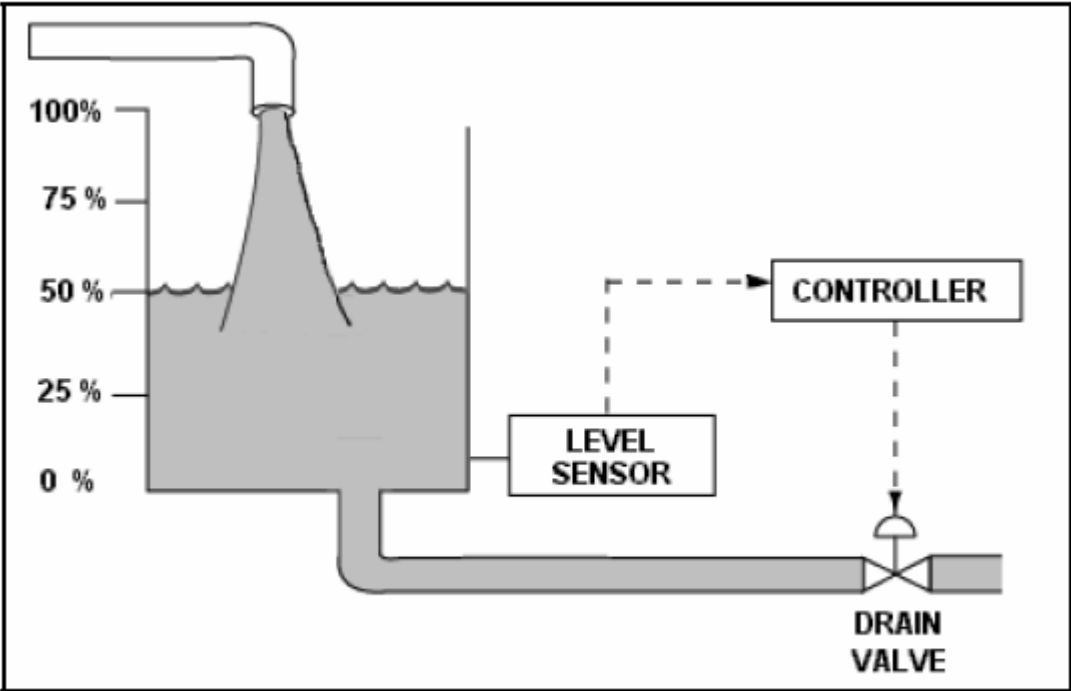 100%
75 %
50 %
25 %
0 %
CONTROLLER
LEVEL
SENSOR
DRAIN
VALVE